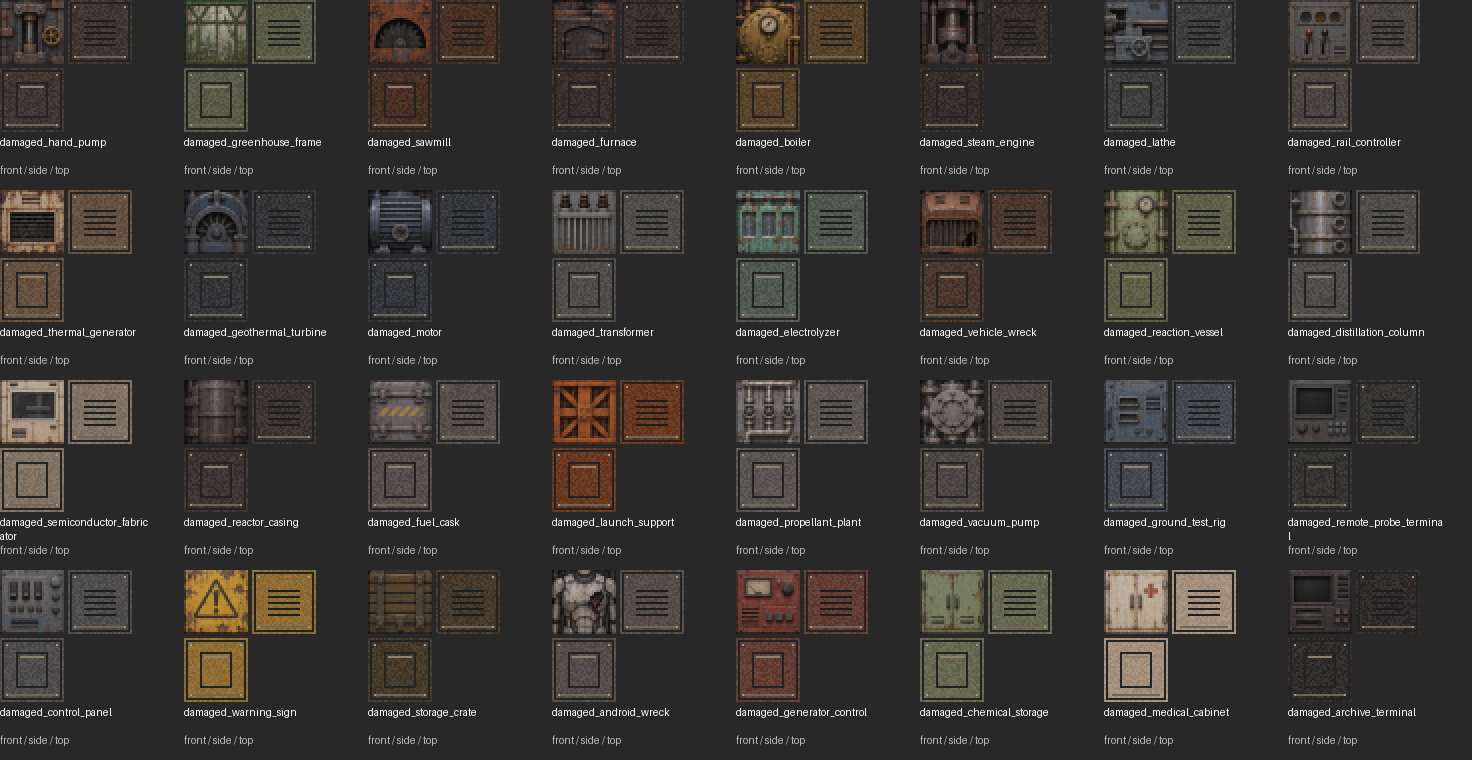 damaged_hand_pump damaged_greenhouse_frame damaged_sawmill damaged_furnace damaged_boiler damaged_steam_engine damaged_lathe damaged_rail_controller
front/side/top front/side/top front/side/top front/side/top front/side/top front/side/top front/side/top front/side/top
damaged_thermal_generator damaged_geothermal_turbine damaged_motor damaged_transformer damaged_electrolyzer damaged_vehicle_wreck damaged_reaction_vessel damaged_distillation_column
front/side/top front/side/top front/side/top front/side/top front/side/top front/side/top front/side/top front/side/top
damaged_semiconductor_fabric damaged_reactor_casing damaged_fuel_cask damaged_launch_support damaged_propellant_plant damaged_vacuum_pump damaged_ground_test_rig damaged_remote_probe_termina
ator l
front/side/top front/side/top front/side/top front/side/top front/side/top front/side/top front/side/top front/side/top
damaged_control_panel damaged_warning_sign damaged_storage_crate damaged_android_wreck damaged_generator_control damaged_chemical_storage damaged_medical_cabinet damaged_archive_terminal
front/side/top front/side/top front/side/top front/side/top front/side/top front/side/top front/side/top front/side/top